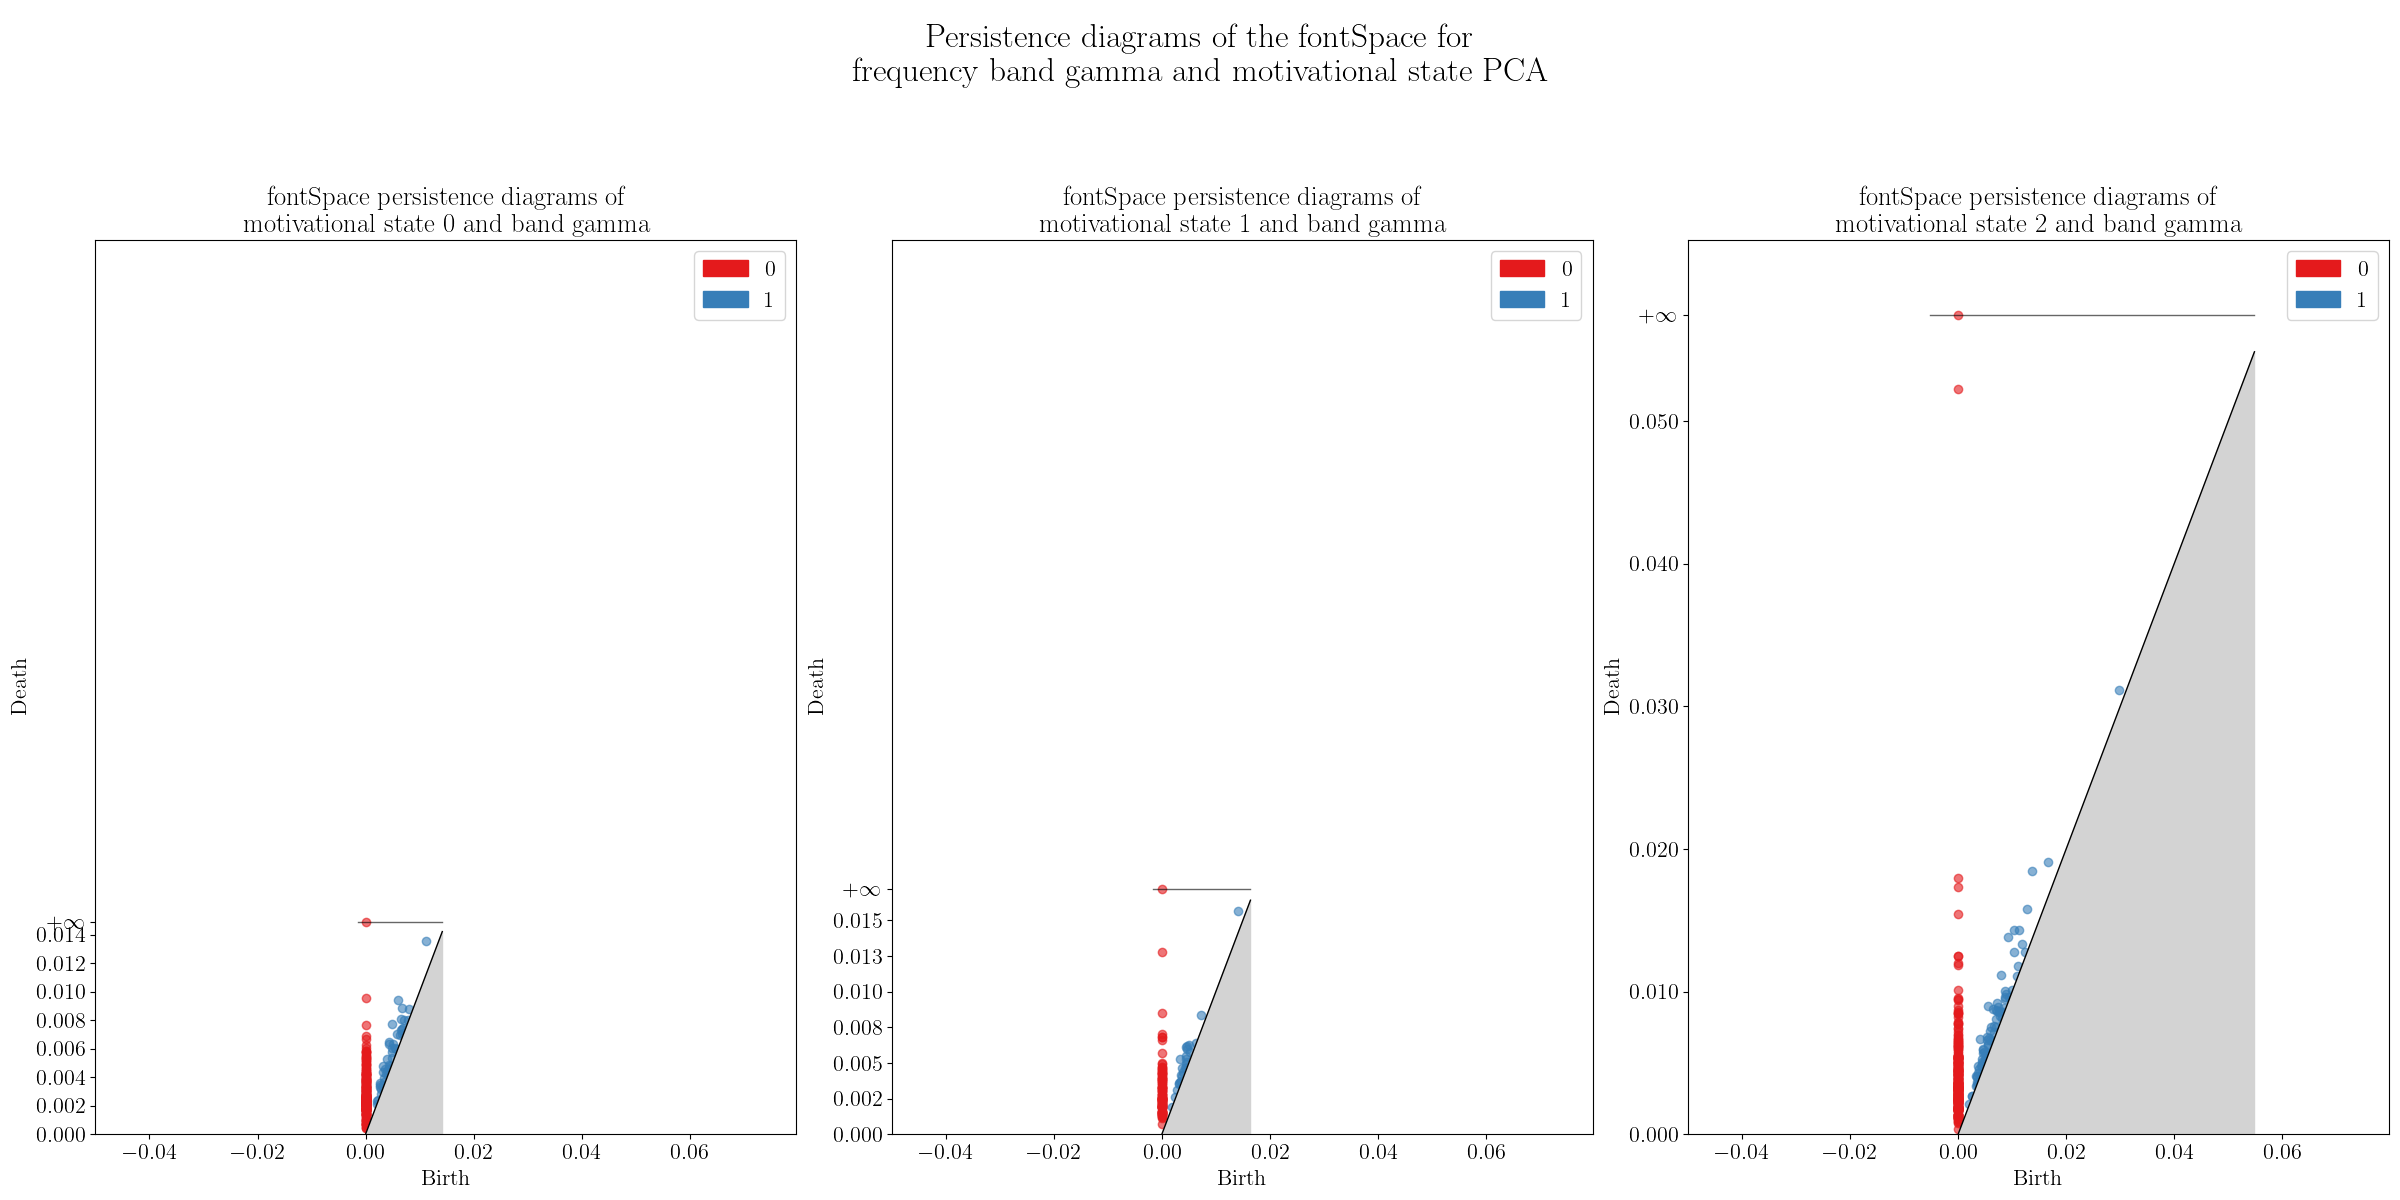 Persistence diagrams of the fontSpace for
frequency band gamma and motivational state PCA
fontSpace persistence diagrams of
motivational state 0 and band gamma
0
1
Death
+∞
0.014
0.012
0.010
0.008
0.006
0.004
0.002
0.000
−0.04 −0.02 0.00 0.02 0.04 0.06
Birth
fontSpace persistence diagrams of
motivational state 1 and band gamma
0
1
Death
+∞
0.015
0.013
0.010
0.008
0.005
0.002
0.000
−0.04 −0.02 0.00 0.02 0.04 0.06
Birth
fontSpace persistence diagrams of
motivational state 2 and band gamma
0
1
Death
+∞
0.050
0.040
0.030
0.020
0.010
0.000
−0.04 −0.02 0.00 0.02 0.04 0.06
Birth